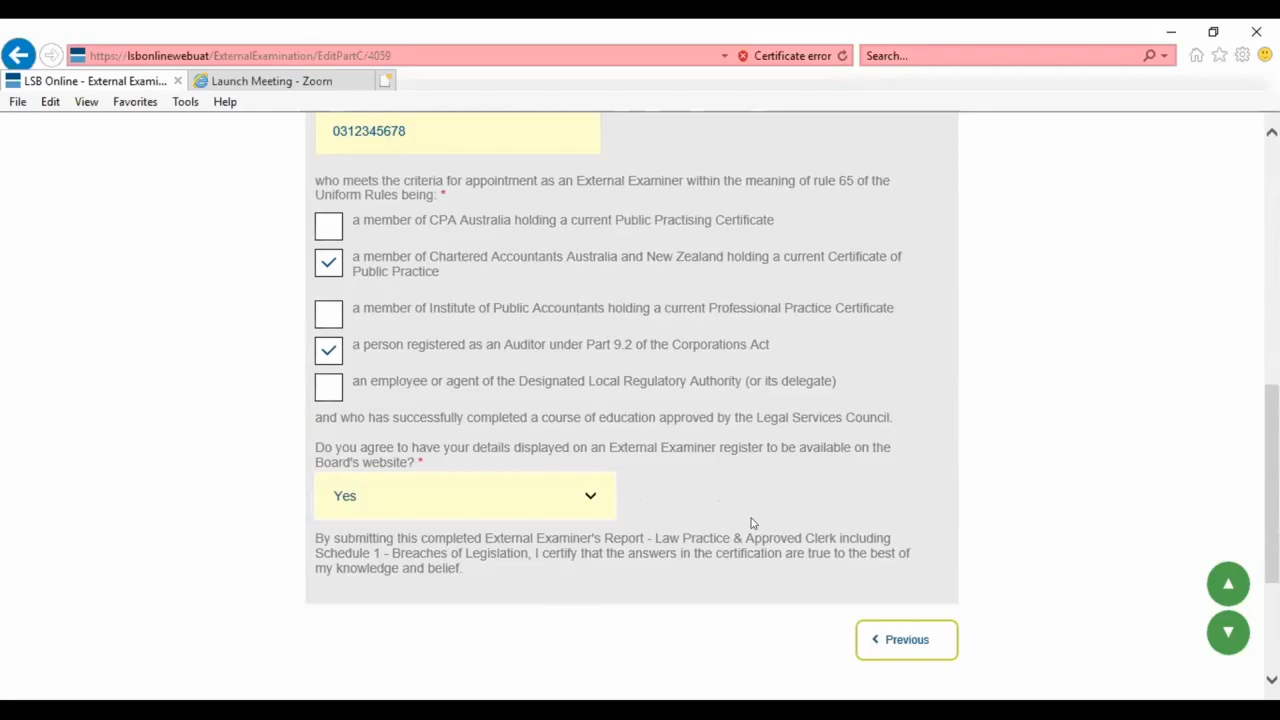 https://lsbonlinewebuat/ExternalExamination/EditPartC/4059
Certificate error
Search...
LSB Online - External Exami...
Launch Meeting - Zoom
File Edit View Favorites Tools Help
0312345678
who meets the criteria for appointment as an External Examiner within the meaning of rule 65 of the
Uniform Rules being: *
a member of CPA Australia holding a current Public Practising Certificate
a member of Chartered Accountants Australia and New Zealand holding a current Certificate of
Public Practice
a member of Institute of Public Accountants holding a current Professional Practice Certificate
a person registered as an Auditor under Part 9.2 of the Corporations Act
an employee or agent of the Designated Local Regulatory Authority (or its delegate)
and who has successfully completed a course of education approved by the Legal Services Council.
Do you agree to have your details displayed on an External Examiner register to be available on the
Board's website? *
Yes
By submitting this completed External Examiner's Report - Law Practice & Approved Clerk including
Schedule 1 - Breaches of Legislation, I certify that the answers in the certification are true to the best of
my knowledge and belief.
Previous